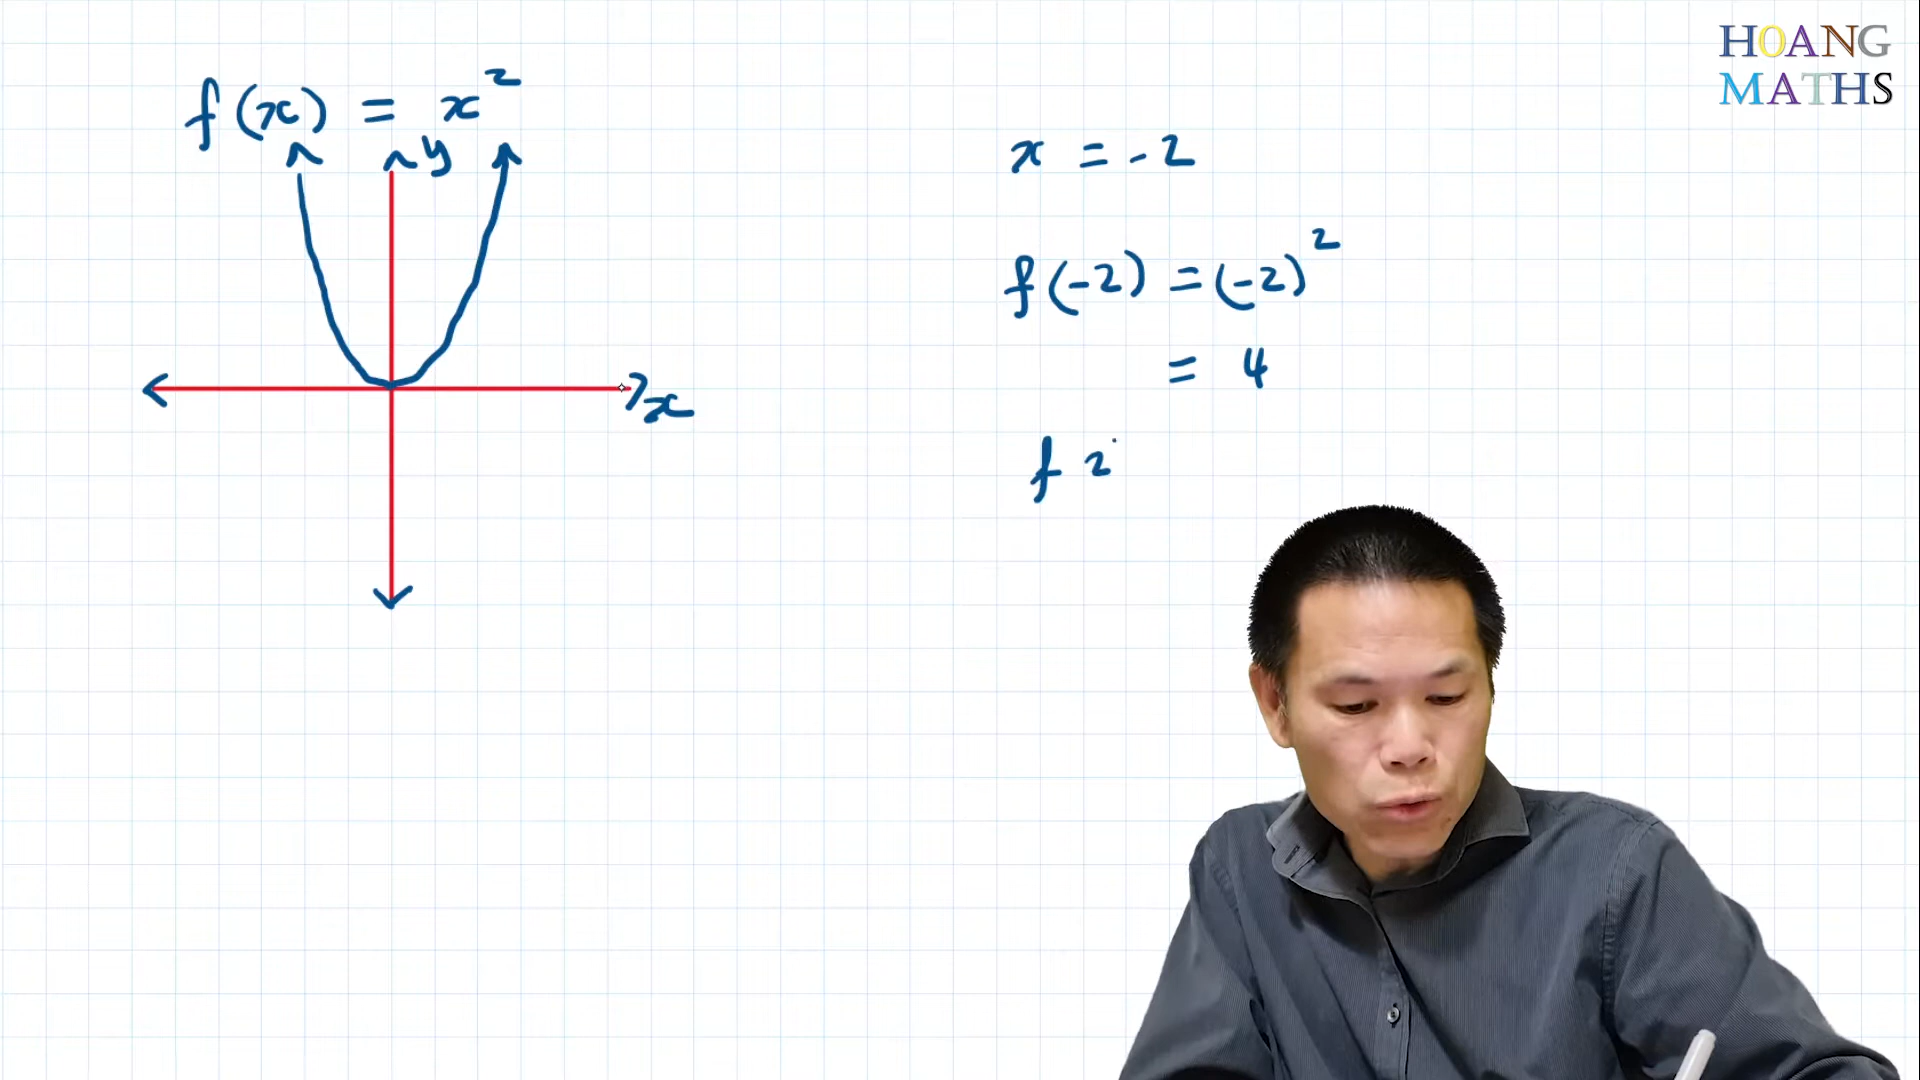 HOANG
MATHS
f(x) = x²
y
x
x = -2
f(-2) = (-2)²
= 4
f 2